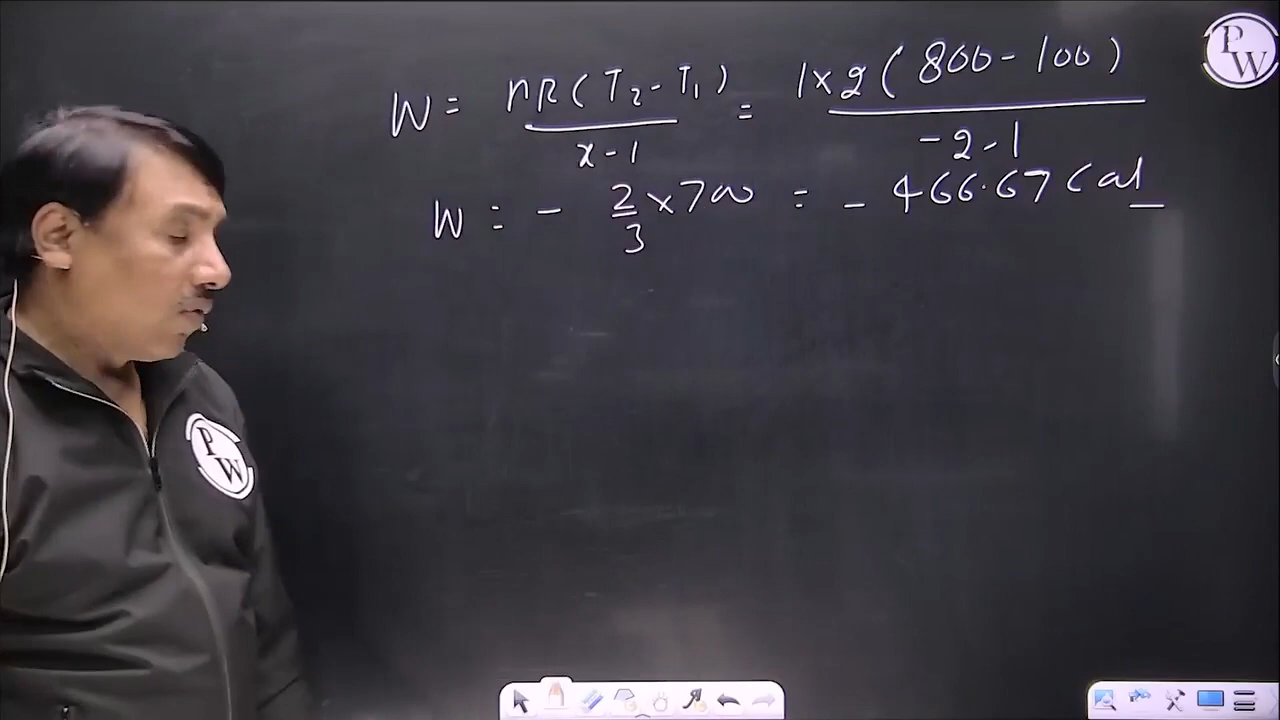 W = nR(T₂-T₁)/x-1 = 1×2(800-100)/-2-1
W = - 2/3 × 700 = - 466.67 Cal
PW
PW